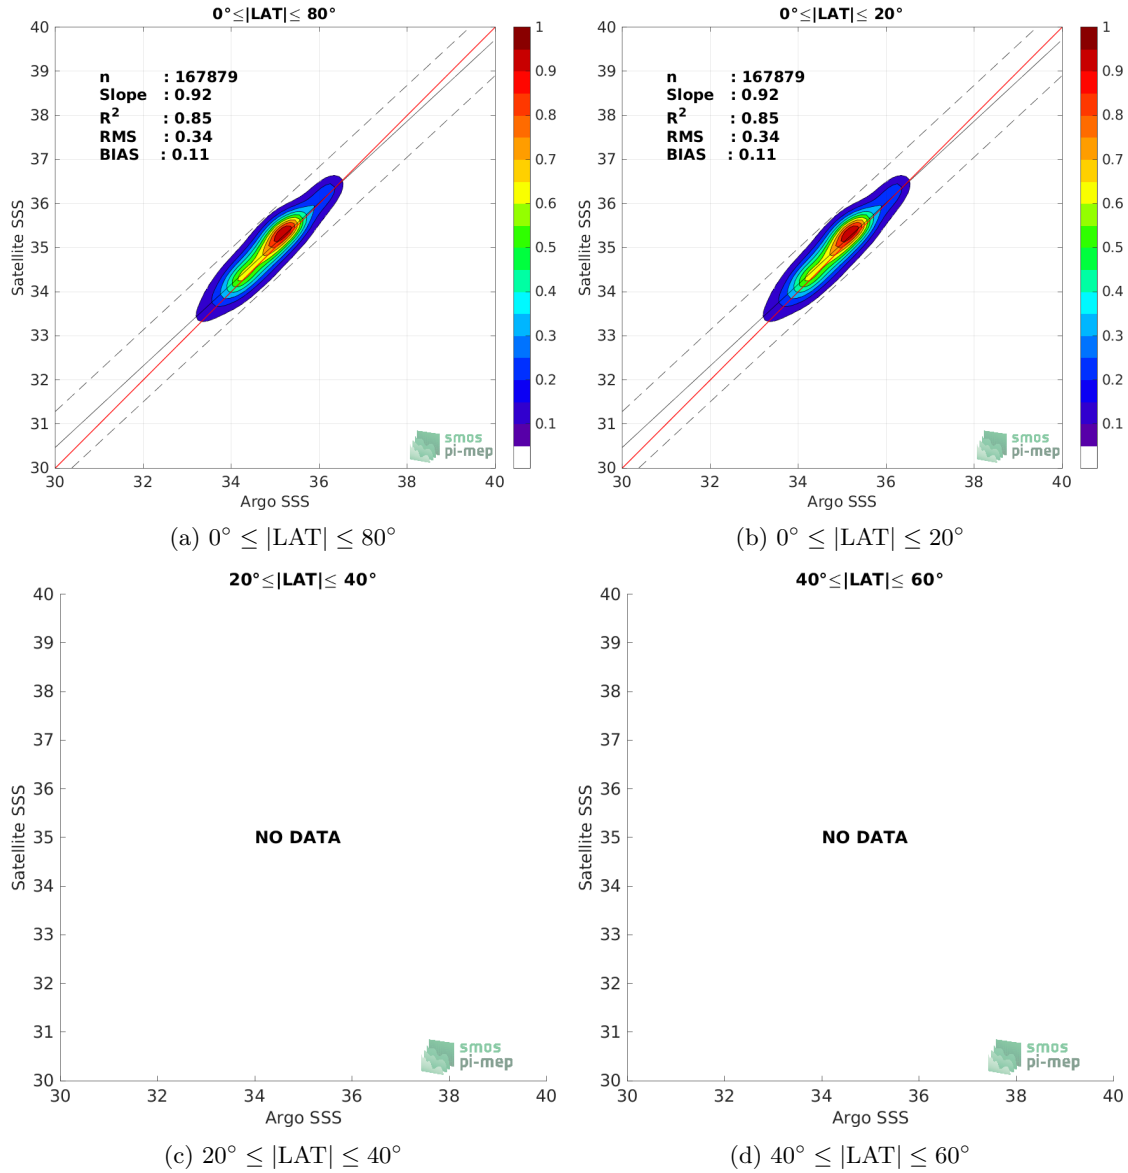 0°≤|LAT|≤ 80°
40
39
38
37
36
35
34
33
32
31
30
Satellite SSS
n : 167879
Slope : 0.92
R² : 0.85
RMS : 0.34
BIAS : 0.11
smos
pi-mep
30 32 34 36 38 40
Argo SSS
1
0.9
0.8
0.7
0.6
0.5
0.4
0.3
0.2
0.1
(a) 0° ≤ |LAT| ≤ 80°
0°≤|LAT|≤ 20°
40
39
38
37
36
35
34
33
32
31
30
Satellite SSS
n : 167879
Slope : 0.92
R² : 0.85
RMS : 0.34
BIAS : 0.11
smos
pi-mep
30 32 34 36 38 40
Argo SSS
1
0.9
0.8
0.7
0.6
0.5
0.4
0.3
0.2
0.1
(b) 0° ≤ |LAT| ≤ 20°
20°≤|LAT|≤ 40°
40
39
38
37
36
35
34
33
32
31
30
Satellite SSS
NO DATA
smos
pi-mep
30 32 34 36 38 40
Argo SSS
(c) 20° ≤ |LAT| ≤ 40°
40°≤|LAT|≤ 60°
40
39
38
37
36
35
34
33
32
31
30
Satellite SSS
NO DATA
smos
pi-mep
30 32 34 36 38 40
Argo SSS
(d) 40° ≤ |LAT| ≤ 60°